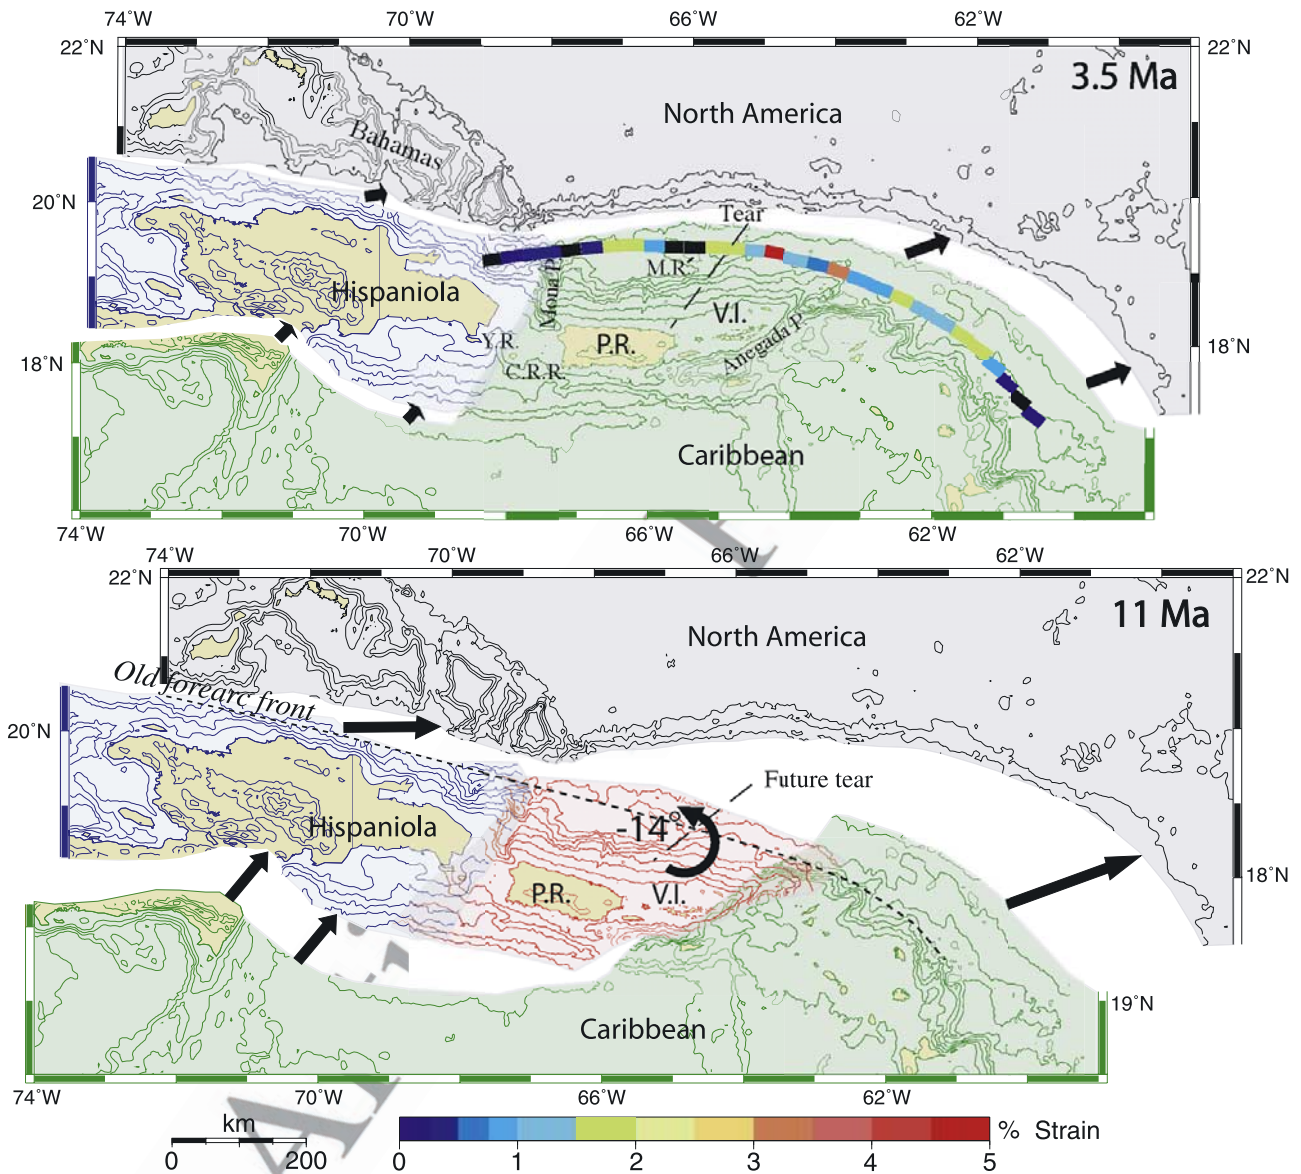 74°W 70°W 66°W 62°W
22°N 22°N
3.5 Ma
North America
Bahamas
20°N
Tear
M.R.
Mona P.
Hispaniola
V.I.
Y.R.
P.R.
Anegada P.
18°N
18°N
C.R.R.
Caribbean
74°W 70°W 66°W 62°W
74°W 70°W 66°W 62°W
22°N 22°N
11 Ma
North America
Old forearc front
20°N
Future tear
Hispaniola
-14°
18°N
P.R.
V.I.
19°N
Caribbean
74°W 70°W 66°W 62°W
km
0 200
% Strain
0 1 2 3 4 5